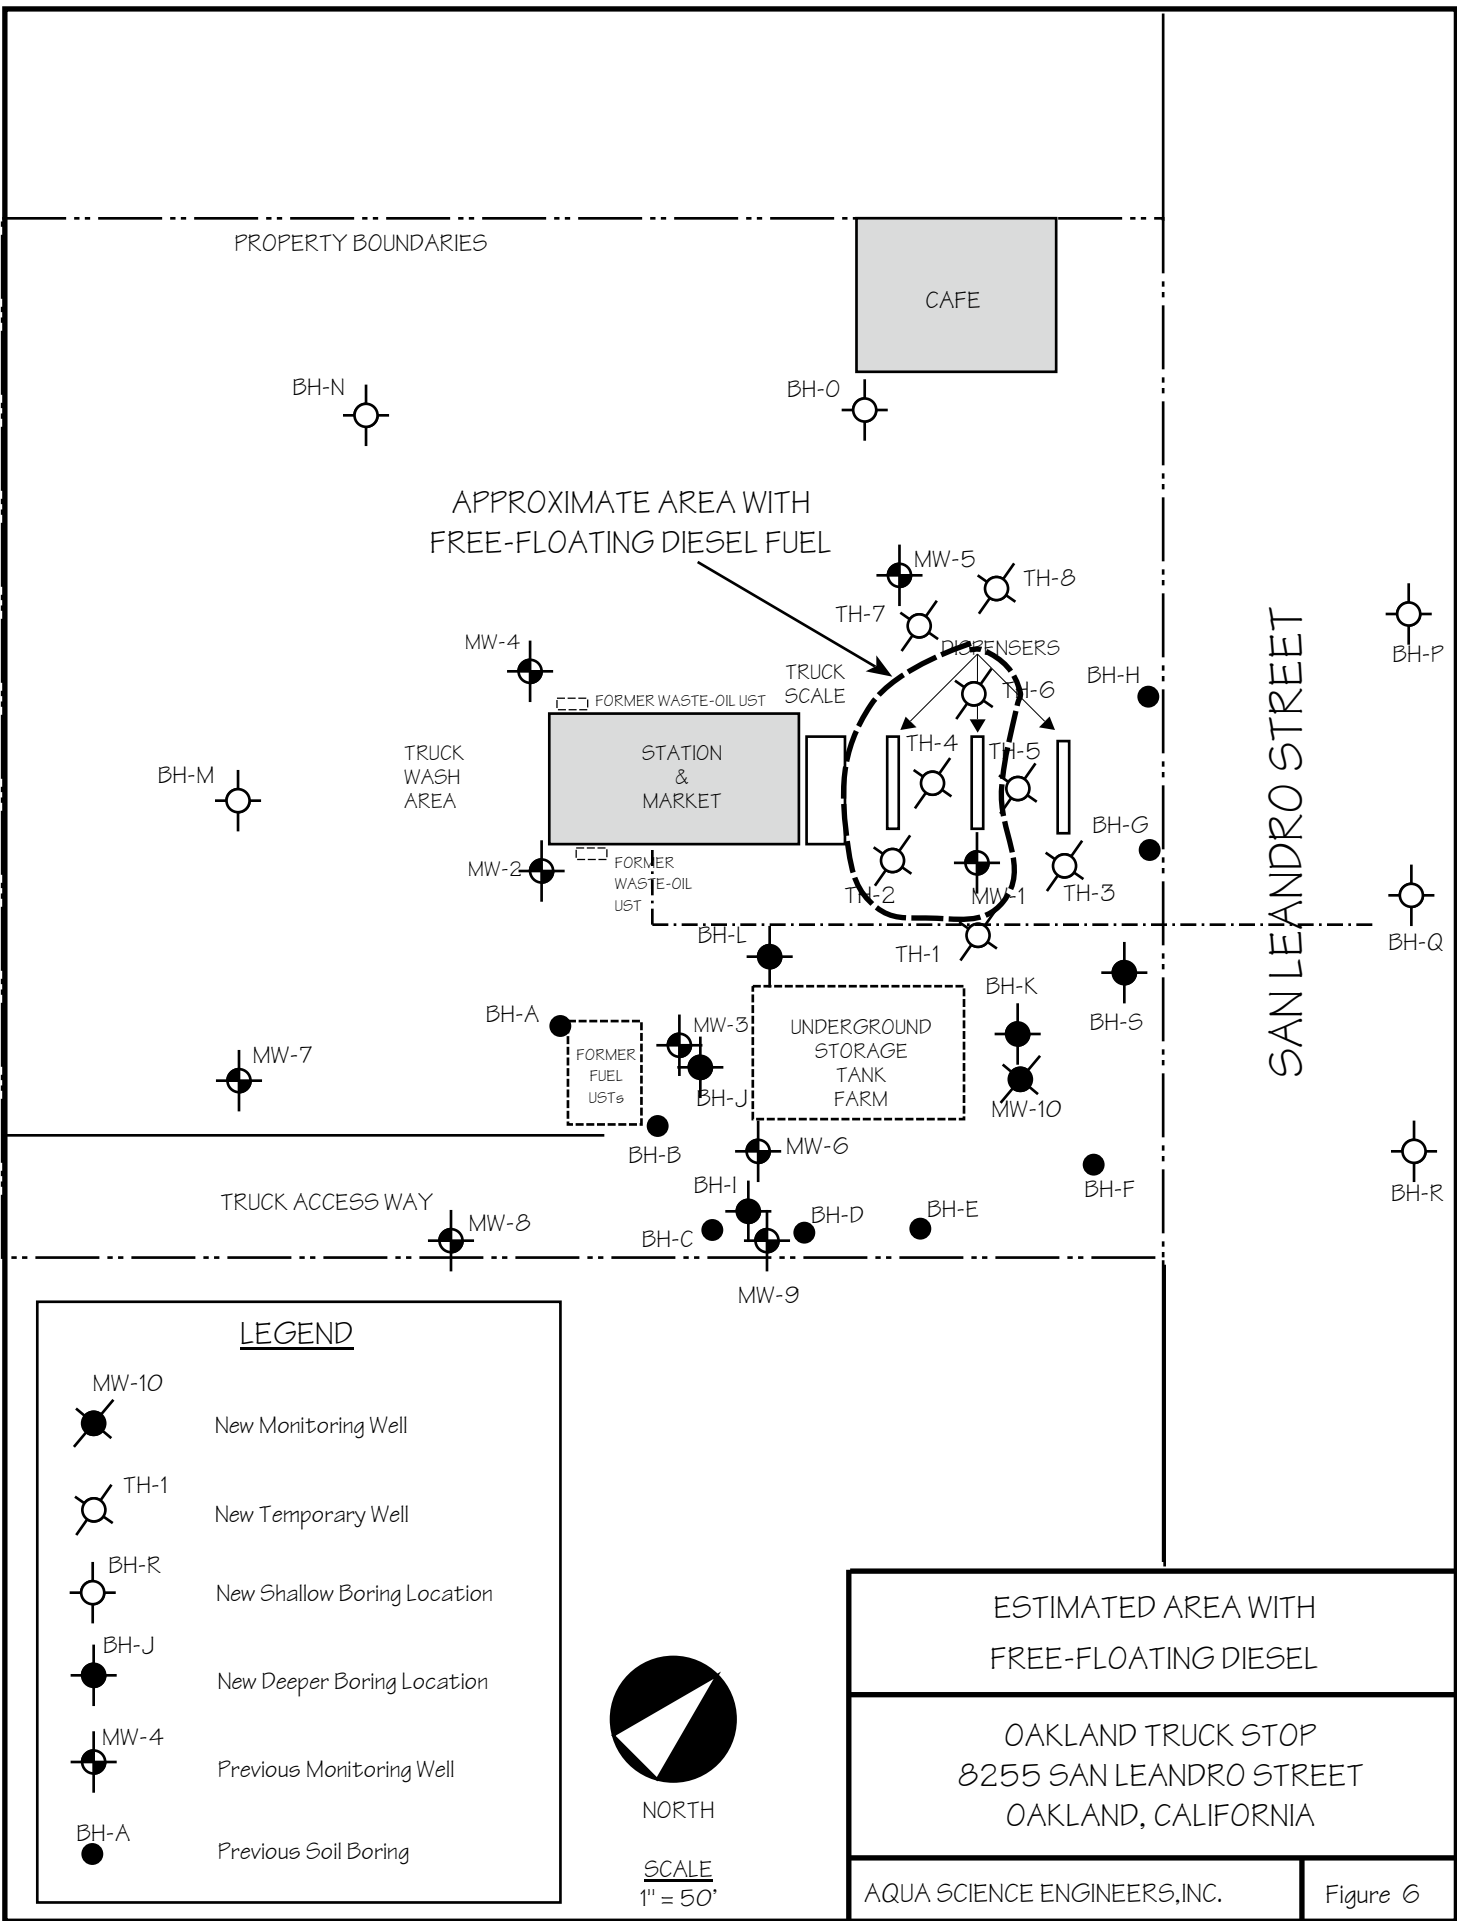 PROPERTY BOUNDARIES
CAFE
BH-N
BH-O
APPROXIMATE AREA WITH
FREE-FLOATING DIESEL FUEL
MW-5
TH-8
TH-7
MW-4
DISPENSERS
BH-P
TRUCK
SCALE
BH-H
TH-6
FORMER WASTE-OIL UST
SAN LEANDRO STREET
TRUCK
WASH
AREA
STATION
&
MARKET
TH-4
TH-5
BH-M
BH-G
MW-2
FORMER
WASTE-OIL
UST
TH-2
MW-1
TH-3
BH-L
TH-1
BH-Q
BH-K
BH-S
BH-A
MW-3
UNDERGROUND
STORAGE
TANK
FARM
FORMER
FUEL
USTs
MW-7
BH-J
MW-10
BH-B
MW-6
BH-F
BH-R
TRUCK ACCESS WAY
BH-I
MW-8
BH-C
BH-D
BH-E
MW-9
LEGEND
MW-10
New Monitoring Well
TH-1
New Temporary Well
BH-R
New Shallow Boring Location
BH-J
New Deeper Boring Location
MW-4
Previous Monitoring Well
BH-A
Previous Soil Boring
NORTH
SCALE
1" = 50'
ESTIMATED AREA WITH
FREE-FLOATING DIESEL
OAKLAND TRUCK STOP
8255 SAN LEANDRO STREET
OAKLAND, CALIFORNIA
AQUA SCIENCE ENGINEERS,INC.
Figure 6